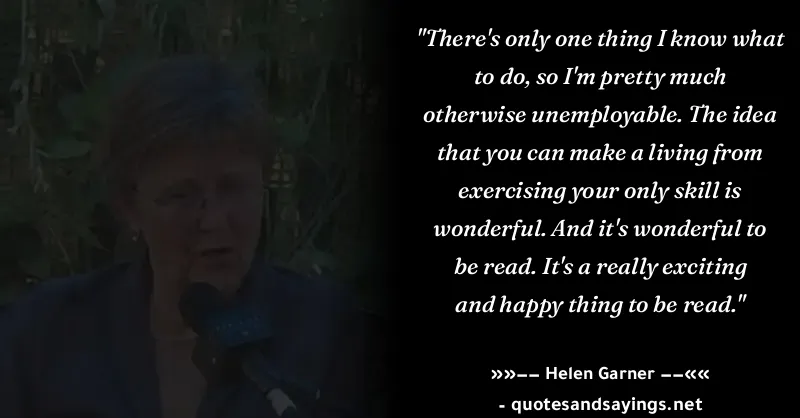 "There's only one thing I know what
to do, so I'm pretty much
otherwise unemployable. The idea
that you can make a living from
exercising your only skill is
wonderful. And it's wonderful to
be read. It's a really exciting
and happy thing to be read."
»»−− Helen Garner −−««
- quotesandsayings.net